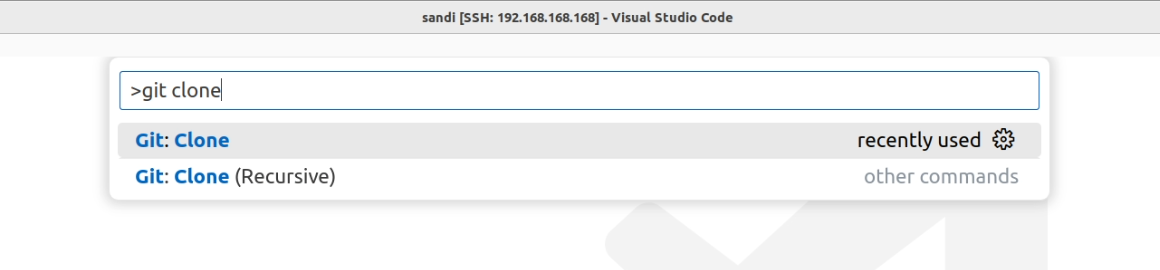 sandi [SSH: 192.168.168.168] - Visual Studio Code
>git clone
Git: Clone recently used
Git: Clone (Recursive) other commands